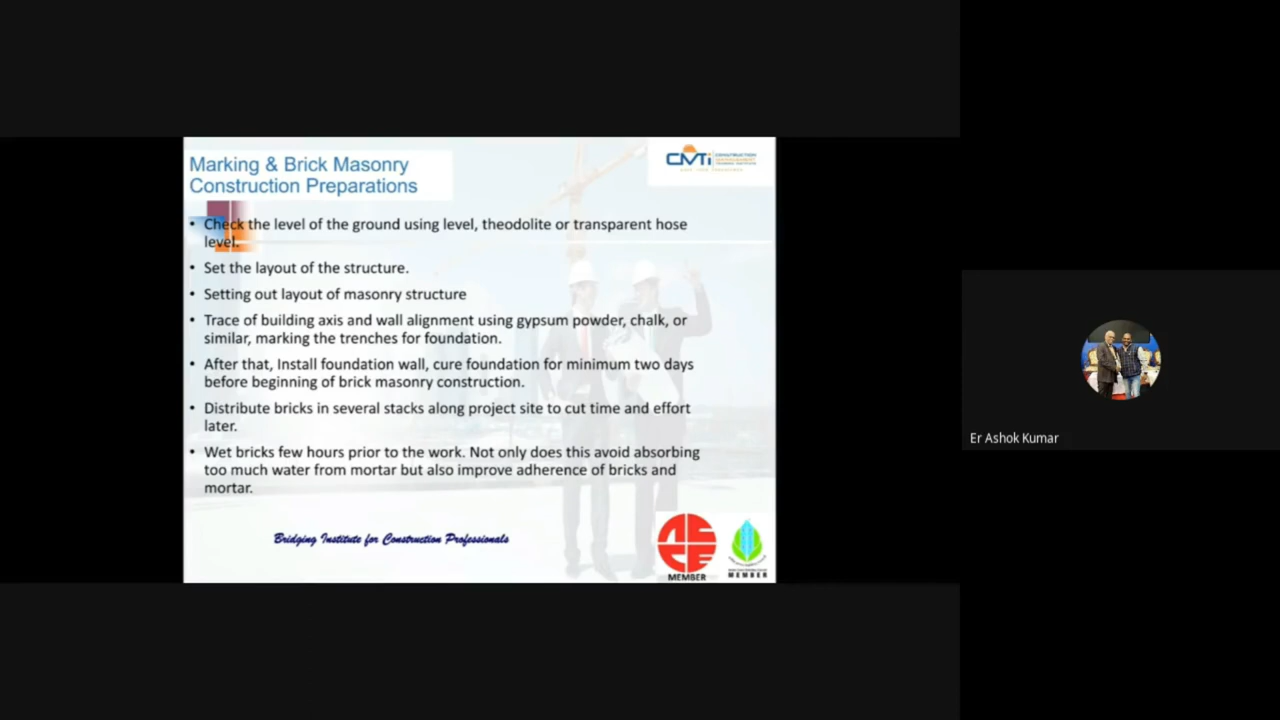 Marking & Brick Masonry
Construction Preparations
CMTi CONSTRUCTION
MANAGEMENT
TRAINING INSTITUTE
• Check the level of the ground using level, theodolite or transparent hose
level.
• Set the layout of the structure.
• Setting out layout of masonry structure
• Trace of building axis and wall alignment using gypsum powder, chalk, or
similar, marking the trenches for foundation.
• After that, Install foundation wall, cure foundation for minimum two days
before beginning of brick masonry construction.
• Distribute bricks in several stacks along project site to cut time and effort
later.
• Wet bricks few hours prior to the work. Not only does this avoid absorbing
too much water from mortar but also improve adherence of bricks and
mortar.
Bridging Institute for Construction Professionals
MEMBER
MEMBER
Er Ashok Kumar